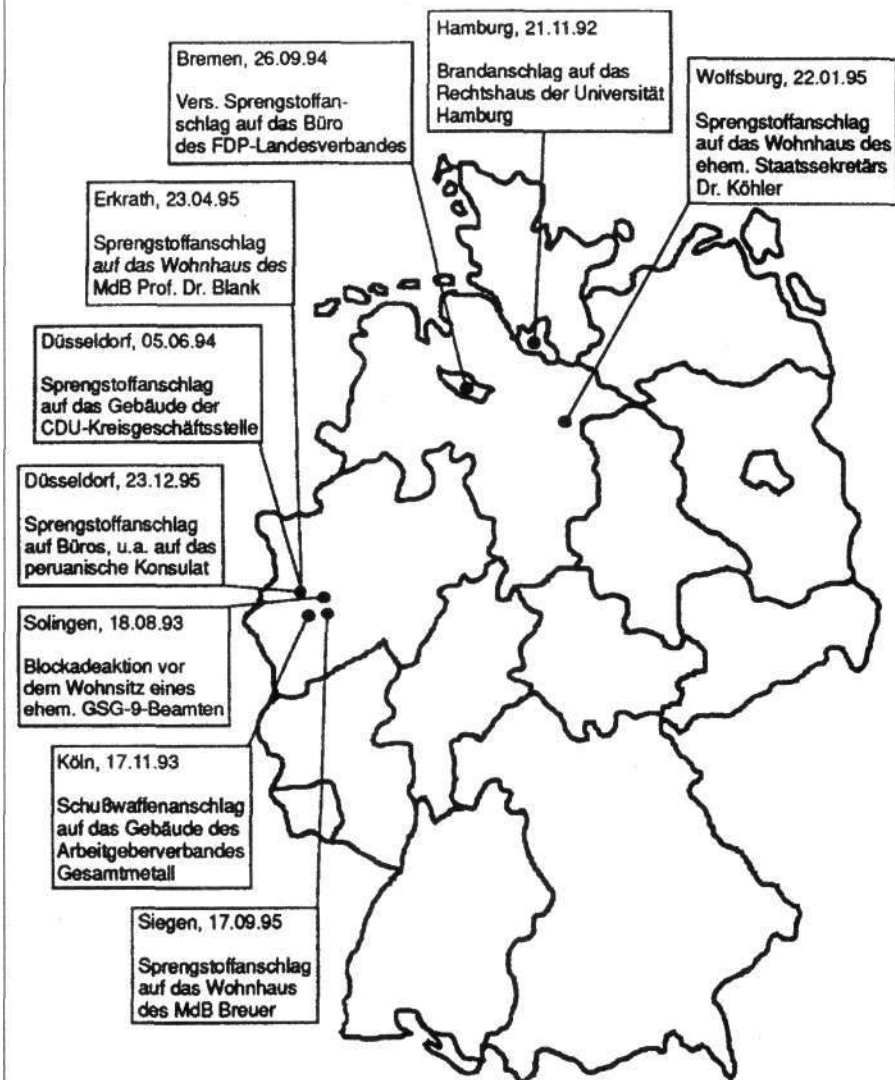 Hamburg, 21.11.92
Brandanschlag auf das
Rechtshaus der Universität
Hamburg
Bremen, 26.09.94
Vers. Sprengstoffan-
schlag auf das Büro
des FDP-Landesverbandes
Wolfsburg, 22.01.95
Sprengstoffanschlag
auf das Wohnhaus des
ehem. Staatssekretärs
Dr. Köhler
Erkrath, 23.04.95
Sprengstoffanschlag
auf das Wohnhaus des
MdB Prof. Dr. Blank
Düsseldorf, 05.06.94
Sprengstoffanschlag
auf das Gebäude der
CDU-Kreisgeschäftsstelle
Düsseldorf, 23.12.95
Sprengstoffanschlag
auf Büros, u.a. auf das
peruanische Konsulat
Solingen, 18.08.93
Blockadeaktion vor
dem Wohnsitz eines
ehem. GSG-9-Beamten
Köln, 17.11.93
Schußwaffenanschlag
auf das Gebäude des
Arbeitgeberverbandes
Gesamtmetall
Siegen, 17.09.95
Sprengstoffanschlag
auf das Wohnhaus
des MdB Breuer